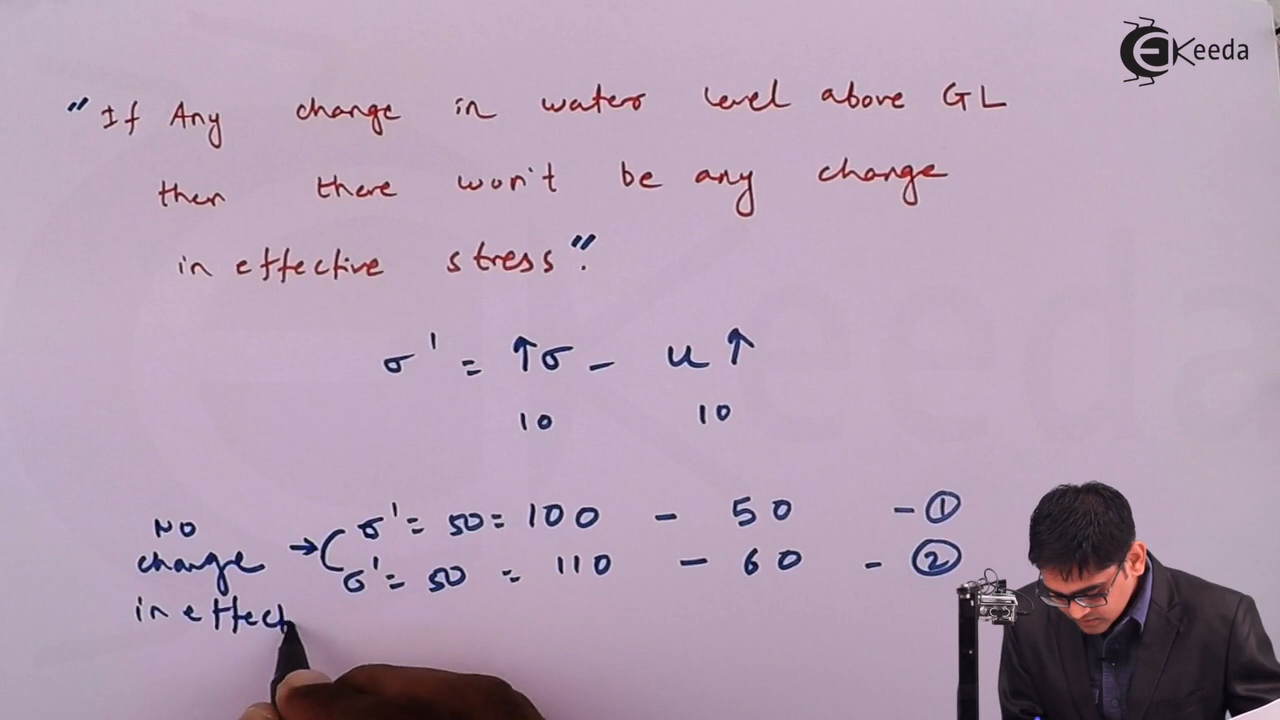 EKeeda
"If Any change in water level above GL
then there won't be any change
in effective stress".
σ' = ↑σ - u↑
10 10
σ' = 50 = 100 - 50 - ①
σ' = 50 = 110 - 60 - ②
No
change →
in effect